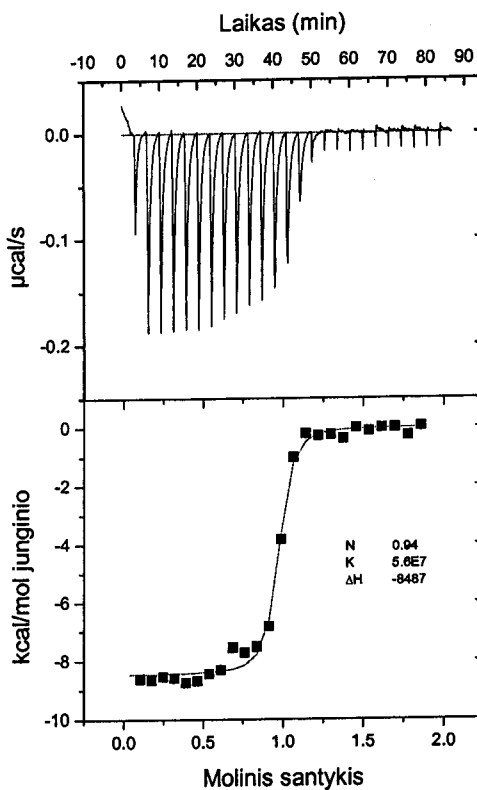 Laikas (min)
-10 0 10 20 30 40 50 60 70 80 90
0.0
-0.1
-0.2
µcal/s
0
-2
-4
-6
-8
-10
kcal/mol junginio
N 0.94
K 5.6E7
ΔH -8487
0.0 0.5 1.0 1.5 2.0
Molinis santykis